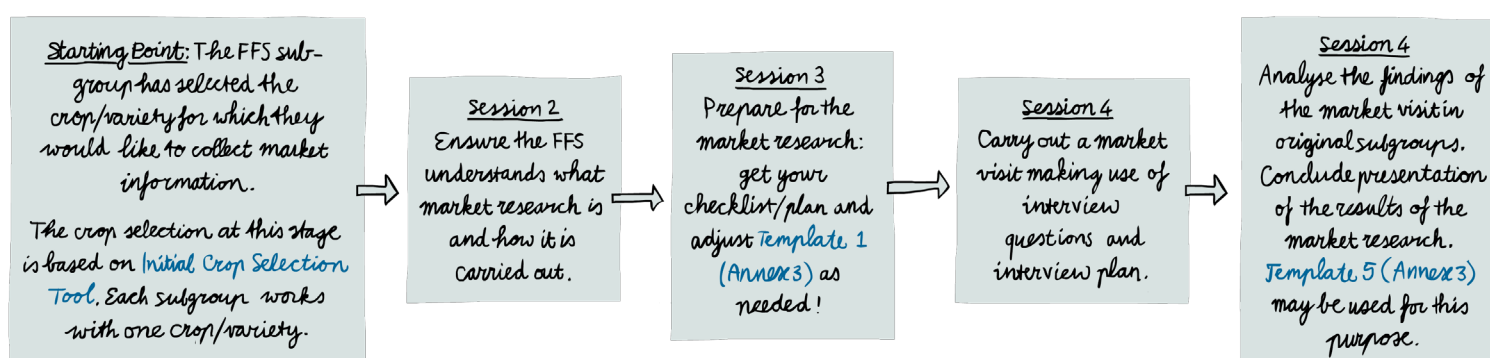 Starting Point: The FFS sub-
group has selected the
crop/variety for which they
would like to collect market
information.
The crop selection at this stage
is based on Initial Crop Selection
Tool. Each subgroup works
with one crop/variety.
Session 2
Ensure the FFS
understands what
market research is
and how it is
carried out.
Session 3
Prepare for the
market research:
get your
checklist/plan and
adjust Template 1
(Annex 3) as
needed!
Session 4
Carry out a market
visit making use of
interview
questions and
interview plan.
Session 4
Analyse the findings of
the market visit in
original subgroups.
Conclude presentation
of the results of the
market research.
Template 5 (Annex 3)
may be used for this
purpose.